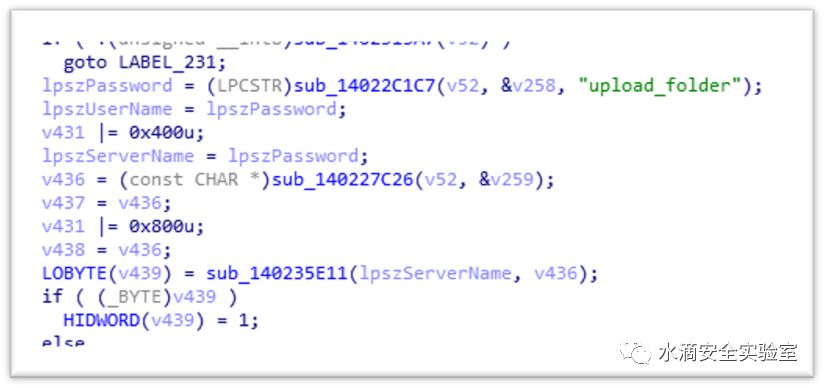 goto LABEL_231;
lpszPassword = (LPCSTR)sub_14022C1C7(v52, &v258, "upload_folder");
lpszUserName = lpszPassword;
v431 |= 0x400u;
lpszServerName = lpszPassword;
v436 = (const CHAR *)sub_140227C26(v52, &v259);
v437 = v436;
v431 |= 0x800u;
v438 = v436;
LOBYTE(v439) = sub_140235E11(lpszServerName, v436);
if ( (_BYTE)v439 )
HIDWORD(v439) = 1;
else
水滴安全实验室